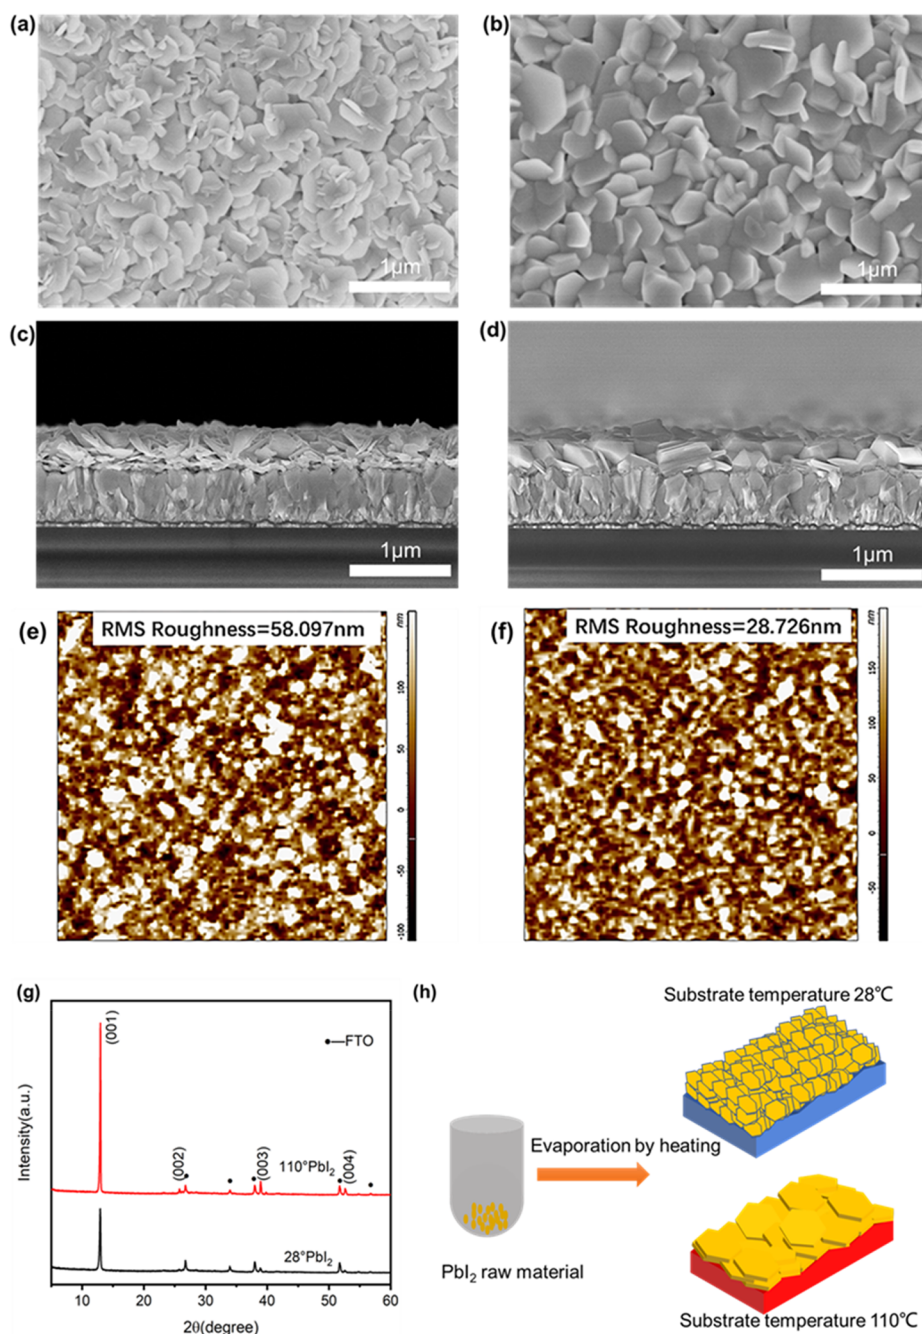 (a)
1μm
(b)
1μm
(c)
1μm
(d)
1μm
(e)
RMS Roughness=58.097nm
nm
100
50
0
-50
-100
(f)
RMS Roughness=28.726nm
nm
150
100
50
0
-50
(g)
Intensity(a.u.)
(001)
●—FTO
(002)
(003)
(004)
110°PbI₂
28°PbI₂
10 20 30 40 50 60
2θ(degree)
(h)
Substrate temperature 28℃
Evaporation by heating
PbI₂ raw material
Substrate temperature 110℃